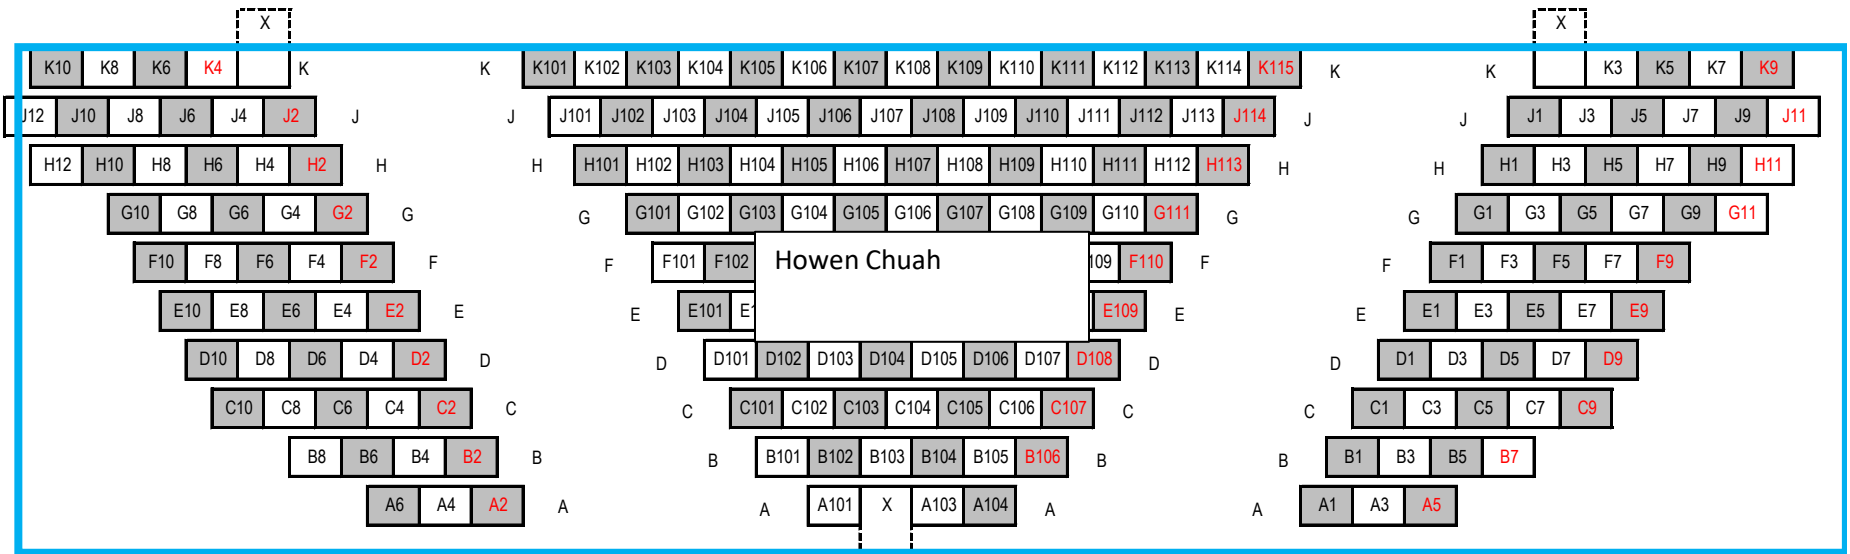 X X
K10 K8 K6 K4 K K K101 K102 K103 K104 K105 K106 K107 K108 K109 K110 K111 K112 K113 K114 K115 K K K3 K5 K7 K9
J12 J10 J8 J6 J4 J2 J J J101 J102 J103 J104 J105 J106 J107 J108 J109 J110 J111 J112 J113 J114 J J J1 J3 J5 J7 J9 J11
H12 H10 H8 H6 H4 H2 H H H101 H102 H103 H104 H105 H106 H107 H108 H109 H110 H111 H112 H113 H H H1 H3 H5 H7 H9 H11
G10 G8 G6 G4 G2 G G G101 G102 G103 G104 G105 G106 G107 G108 G109 G110 G111 G G G1 G3 G5 G7 G9 G11
F10 F8 F6 F4 F2 F F F101 F102 Howen Chuah F110 F F F1 F3 F5 F7 F9
E10 E8 E6 E4 E2 E E E101 E109 E E E1 E3 E5 E7 E9
D10 D8 D6 D4 D2 D D D101 D102 D103 D104 D105 D106 D107 D108 D D D1 D3 D5 D7 D9
C10 C8 C6 C4 C2 C C C101 C102 C103 C104 C105 C106 C107 C C C1 C3 C5 C7 C9
B8 B6 B4 B2 B B B101 B102 B103 B104 B105 B106 B B B1 B3 B5 B7
A6 A4 A2 A A A101 X A103 A104 A A A1 A3 A5